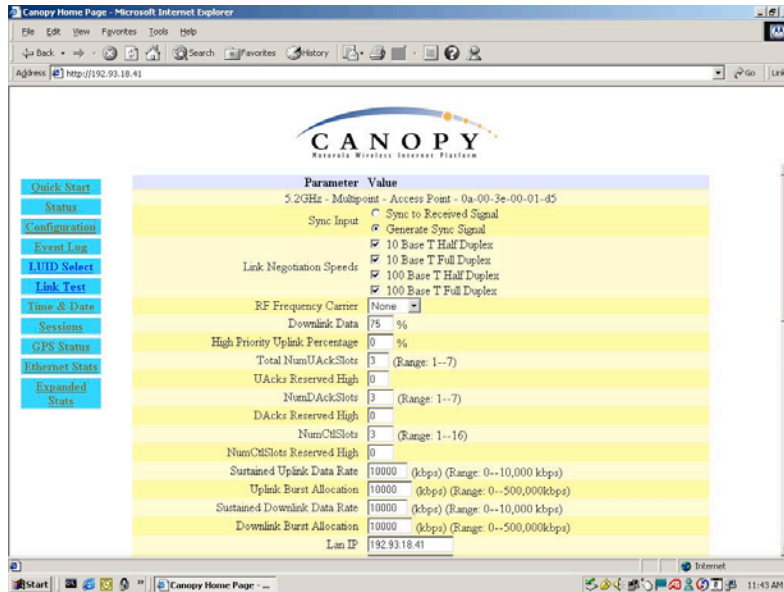 Canopy Home Page - Microsoft Internet Explorer
File Edit View Favorites Tools Help
Back Search Favorites History
Address http://192.93.18.41 Go Link
CANOPY
Motorola Wireless Internet Platform
Quick Start
Status
Configuration
Event Log
LUID Select
Link Test
Time & Date
Sessions
GPS Status
Ethernet Stats
Expanded
Stats
Parameter Value
5.2GHz - Multipoint - Access Point - 0a-00-3e-00-01-d5
Sync Input Sync to Received Signal
Generate Sync Signal
Link Negotiation Speeds 10 Base T Half Duplex
10 Base T Full Duplex
100 Base T Half Duplex
100 Base T Full Duplex
RF Frequency Carrier None
Downlink Data 75 %
High Priority Uplink Percentage 0 %
Total NumUAckSlots 3 (Range: 1--7)
UAcks Reserved High 0
NumDAckSlots 3 (Range: 1--7)
DAcks Reserved High 0
NumCtlSlots 3 (Range: 1--16)
NumCtlSlots Reserved High 0
Surtained Uplink Data Rate 10000 (kbps) (Range: 0--10,000 kbps)
Uplink Burst Allocation 10000 (kbps) (Range: 0--500,000kbps)
Sustained Downlink Data Rate 10000 (kbps) (Range: 0--10,000 kbps)
Downlink Burst Allocation 10000 (kbps) (Range: 0--500,000kbps)
Lan IP 192.93.18.41
Internet
Start » Canopy Home Page - ... 11:43 AM